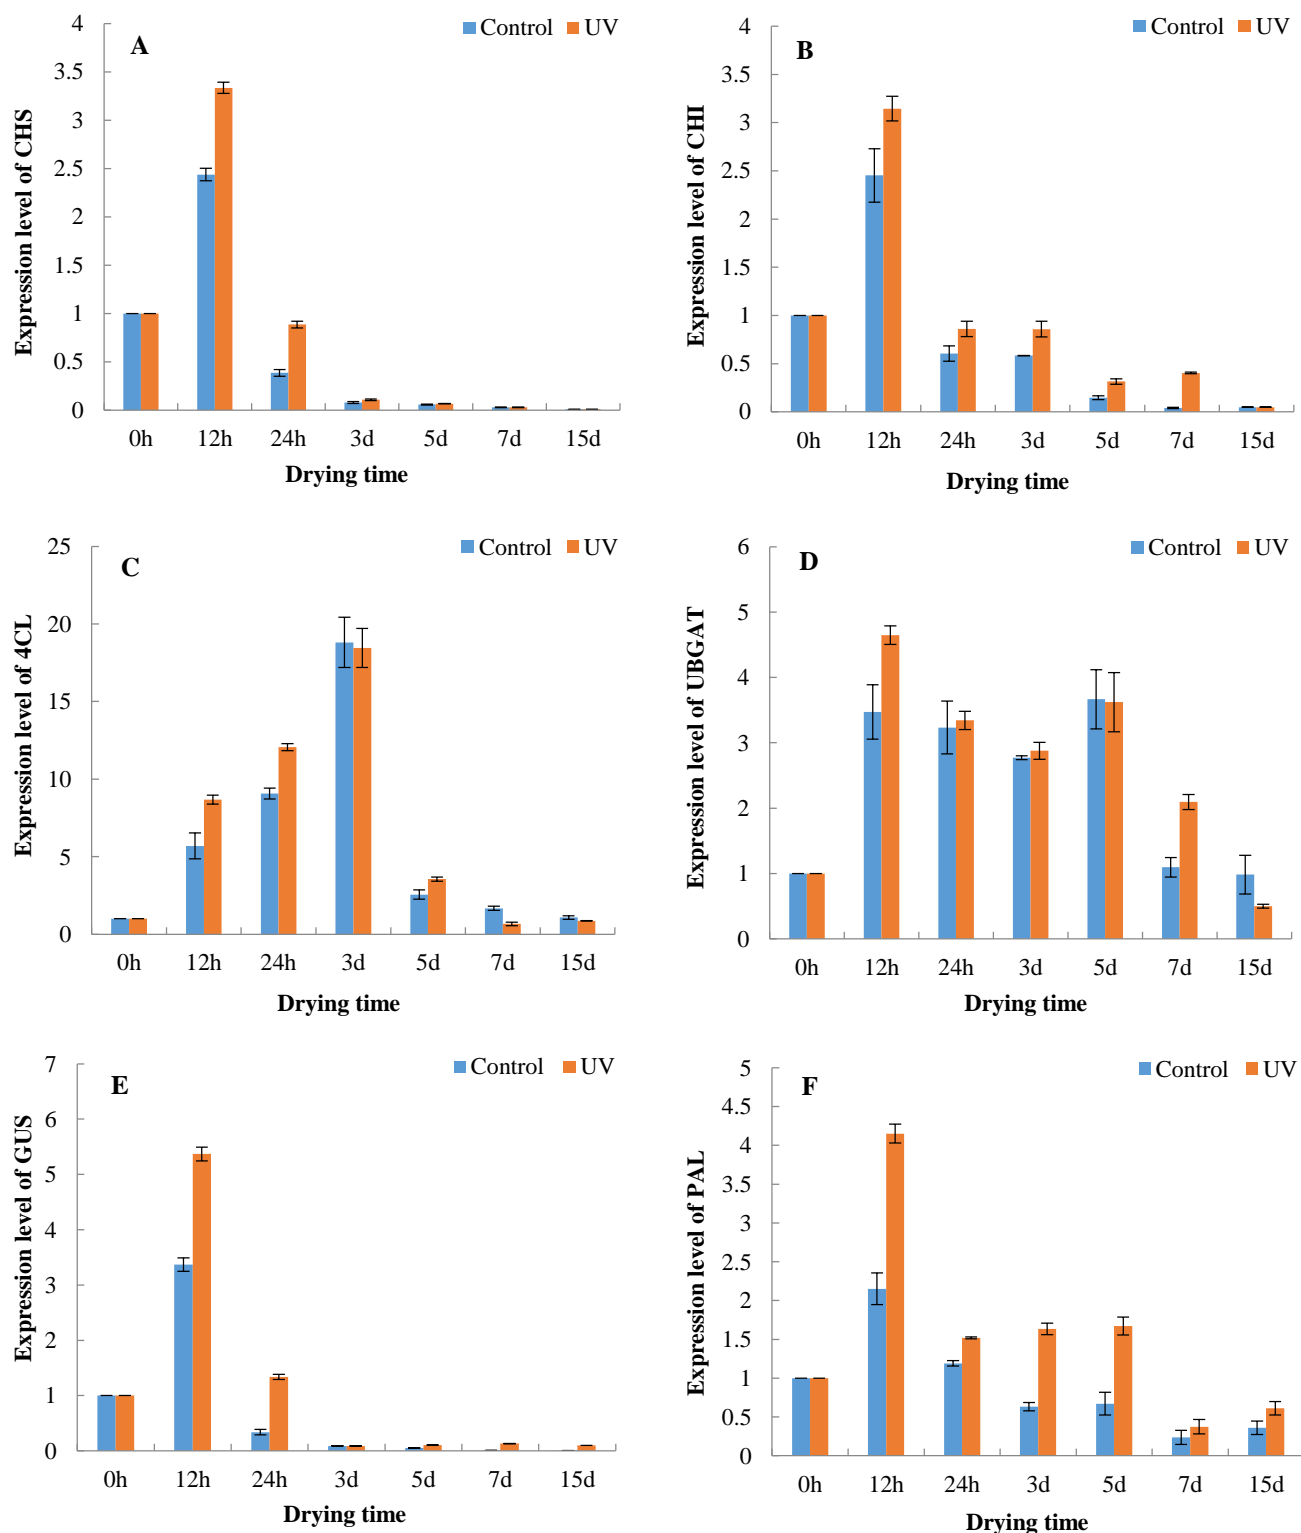 A
Control UV
Expression level of CHS
4
3.5
3
2.5
2
1.5
1
0.5
0
0h 12h 24h 3d 5d 7d 15d
Drying time
B
Control UV
Expression level of CHI
4
3.5
3
2.5
2
1.5
1
0.5
0
0h 12h 24h 3d 5d 7d 15d
Drying time
C
Control UV
Expression level of 4CL
25
20
15
10
5
0
0h 12h 24h 3d 5d 7d 15d
Drying time
D
Control UV
Expression level of UBGAT
6
5
4
3
2
1
0
0h 12h 24h 3d 5d 7d 15d
Drying time
E
Control UV
Expression level of GUS
7
6
5
4
3
2
1
0
0h 12h 24h 3d 5d 7d 15d
Drying time
F
Control UV
Expression level of PAL
5
4.5
4
3.5
3
2.5
2
1.5
1
0.5
0
0h 12h 24h 3d 5d 7d 15d
Drying time